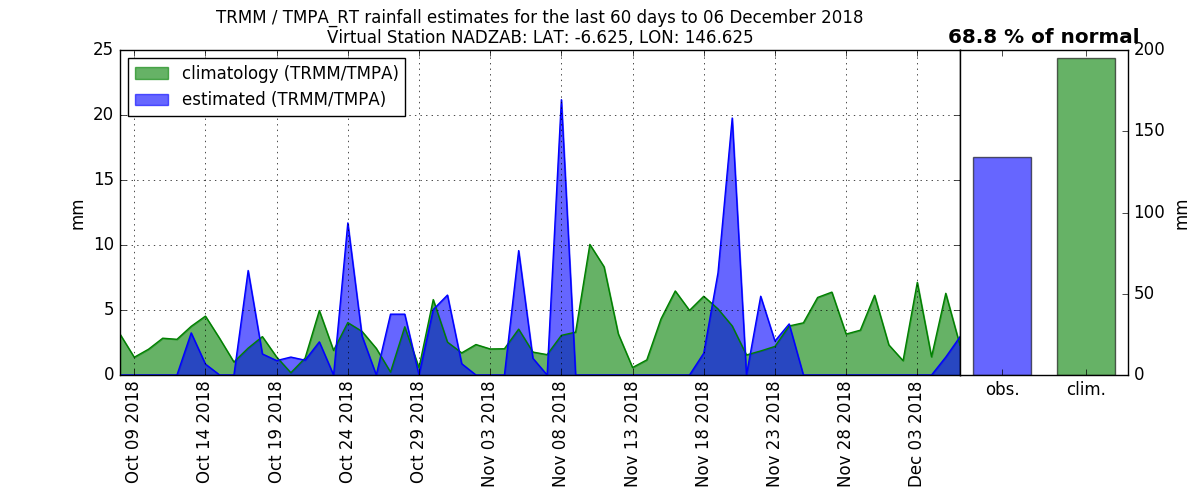 TRMM / TMPA_RT rainfall estimates for the last 60 days to 06 December 2018
Virtual Station NADZAB: LAT: -6.625, LON: 146.625
68.8 % of normal
climatology (TRMM/TMPA)
estimated (TRMM/TMPA)
25
20
15
10
5
0
mm
200
150
100
50
0
mm
Oct 09 2018
Oct 14 2018
Oct 19 2018
Oct 24 2018
Oct 29 2018
Nov 03 2018
Nov 08 2018
Nov 13 2018
Nov 18 2018
Nov 23 2018
Nov 28 2018
Dec 03 2018
obs.
clim.